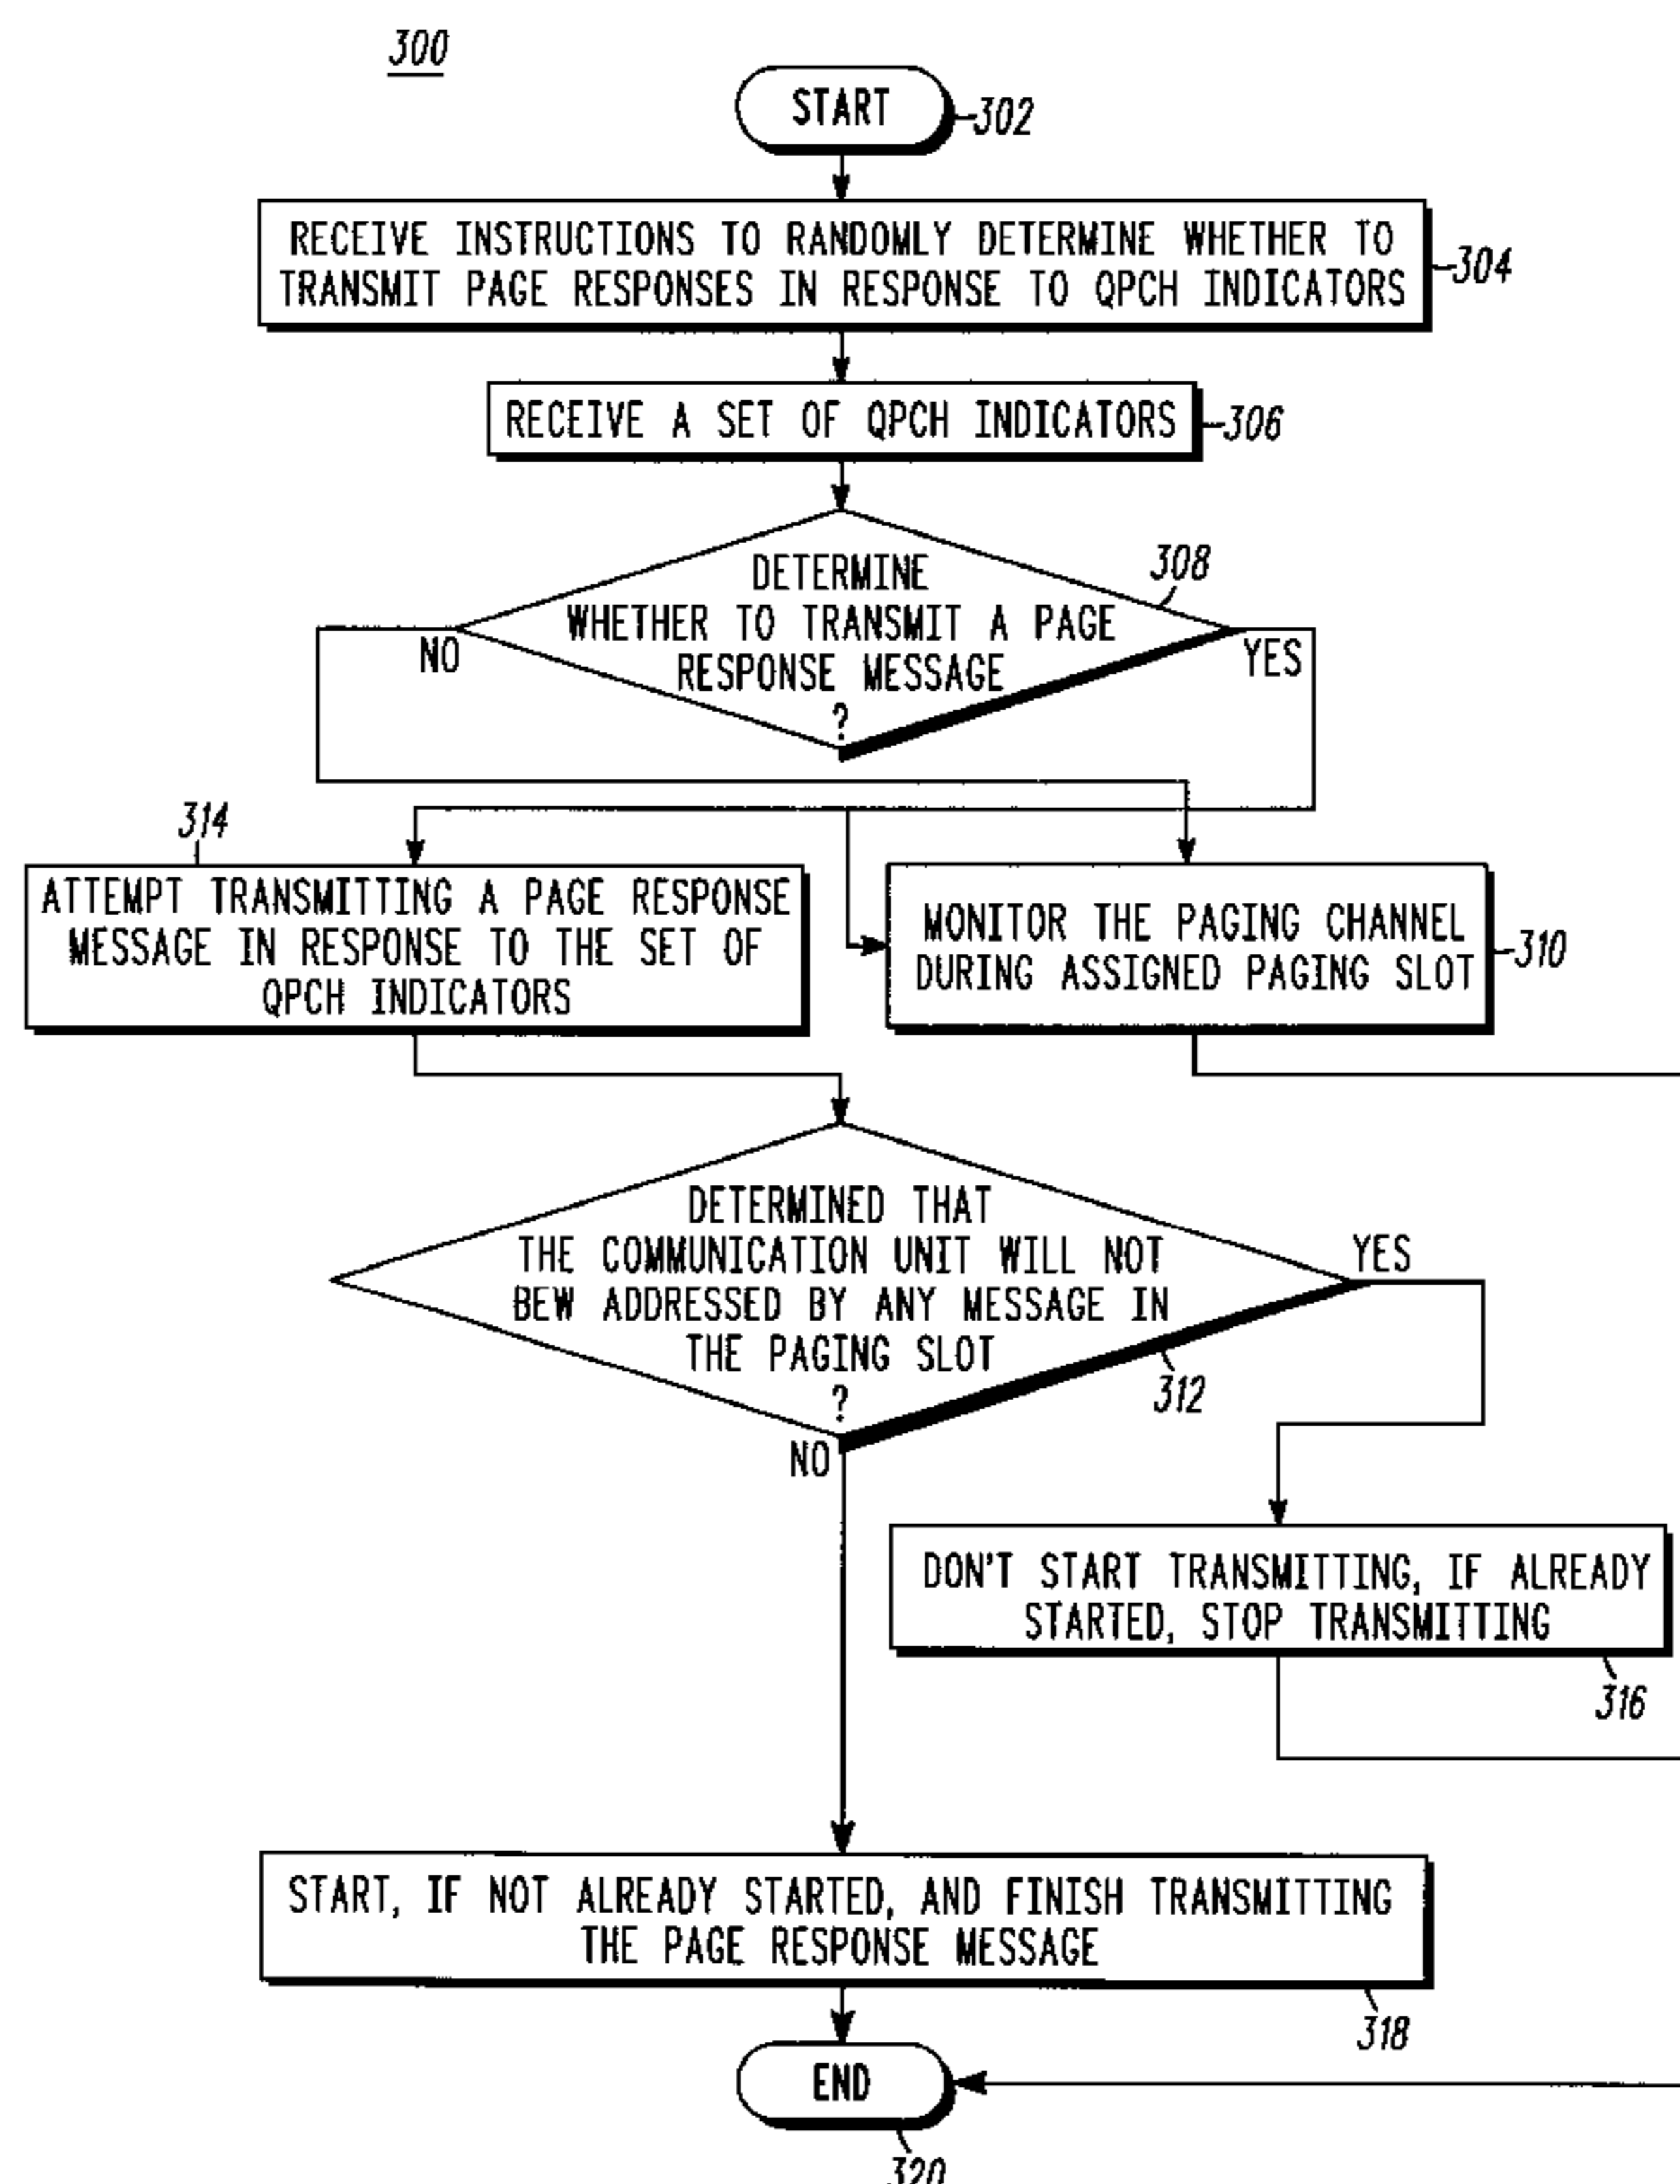 300
START
302
RECEIVE INSTRUCTIONS TO RANDOMLY DETERMINE WHETHER TO
TRANSMIT PAGE RESPONSES IN RESPONSE TO QPCH INDICATORS
304
RECEIVE A SET OF QPCH INDICATORS
306
DETERMINE
WHETHER TO TRANSMIT A PAGE
RESPONSE MESSAGE
?
308
NO
YES
314
ATTEMPT TRANSMITTING A PAGE RESPONSE
MESSAGE IN RESPONSE TO THE SET OF
QPCH INDICATORS
MONITOR THE PAGING CHANNEL
DURING ASSIGNED PAGING SLOT
310
DETERMINED THAT
THE COMMUNICATION UNIT WILL NOT
BEW ADDRESSED BY ANY MESSAGE IN
THE PAGING SLOT
?
YES
312
NO
DON'T START TRANSMITTING, IF ALREADY
STARTED, STOP TRANSMITTING
316
START, IF NOT ALREADY STARTED, AND FINISH TRANSMITTING
THE PAGE RESPONSE MESSAGE
318
END
320